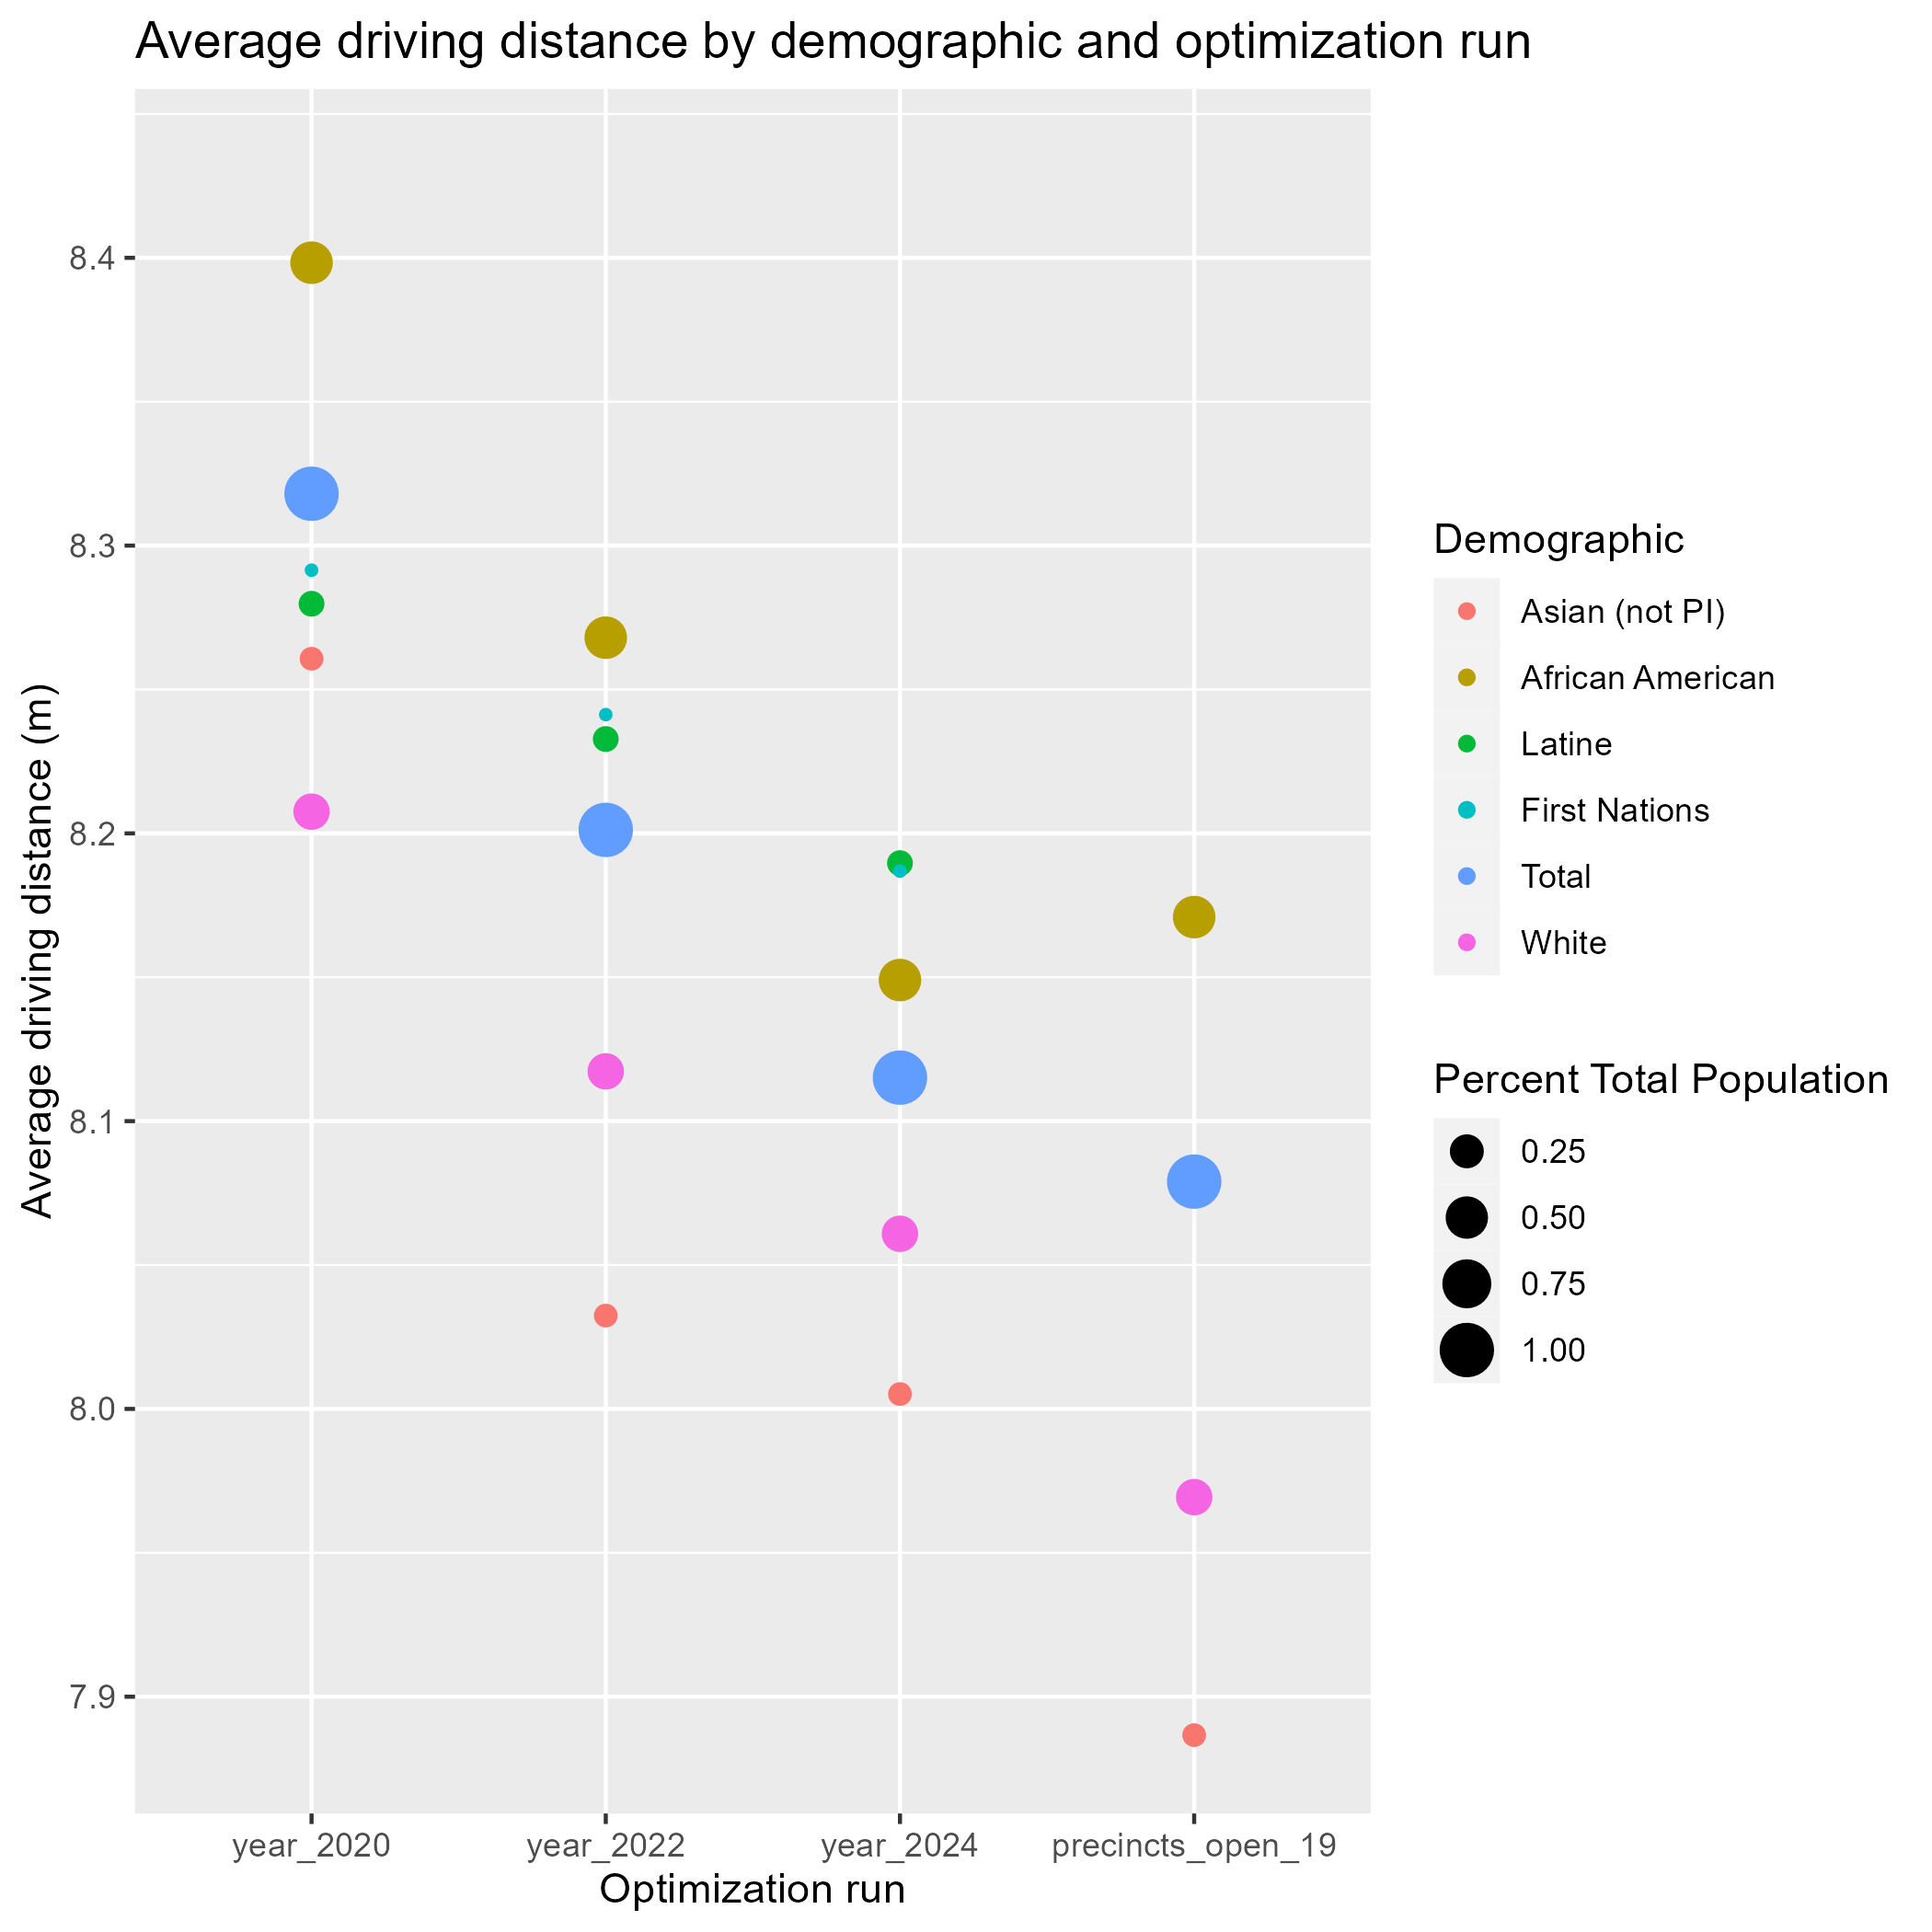 Average driving distance by demographic and optimization run
Average driving distance (m)
8.4
8.3
8.2
8.1
8.0
7.9
year_2020
year_2022
year_2024
precincts_open_19
Optimization run
Demographic
Asian (not PI)
African American
Latine
First Nations
Total
White
Percent Total Population
0.25
0.50
0.75
1.00